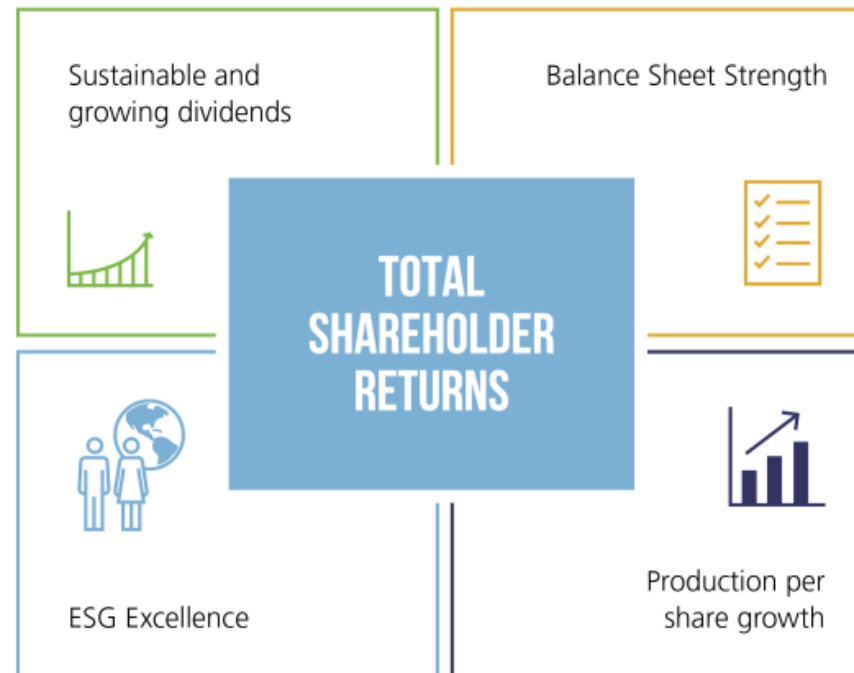 Sustainable and
growing dividends
Balance Sheet Strength
TOTAL
SHAREHOLDER
RETURNS
ESG Excellence
Production per
share growth